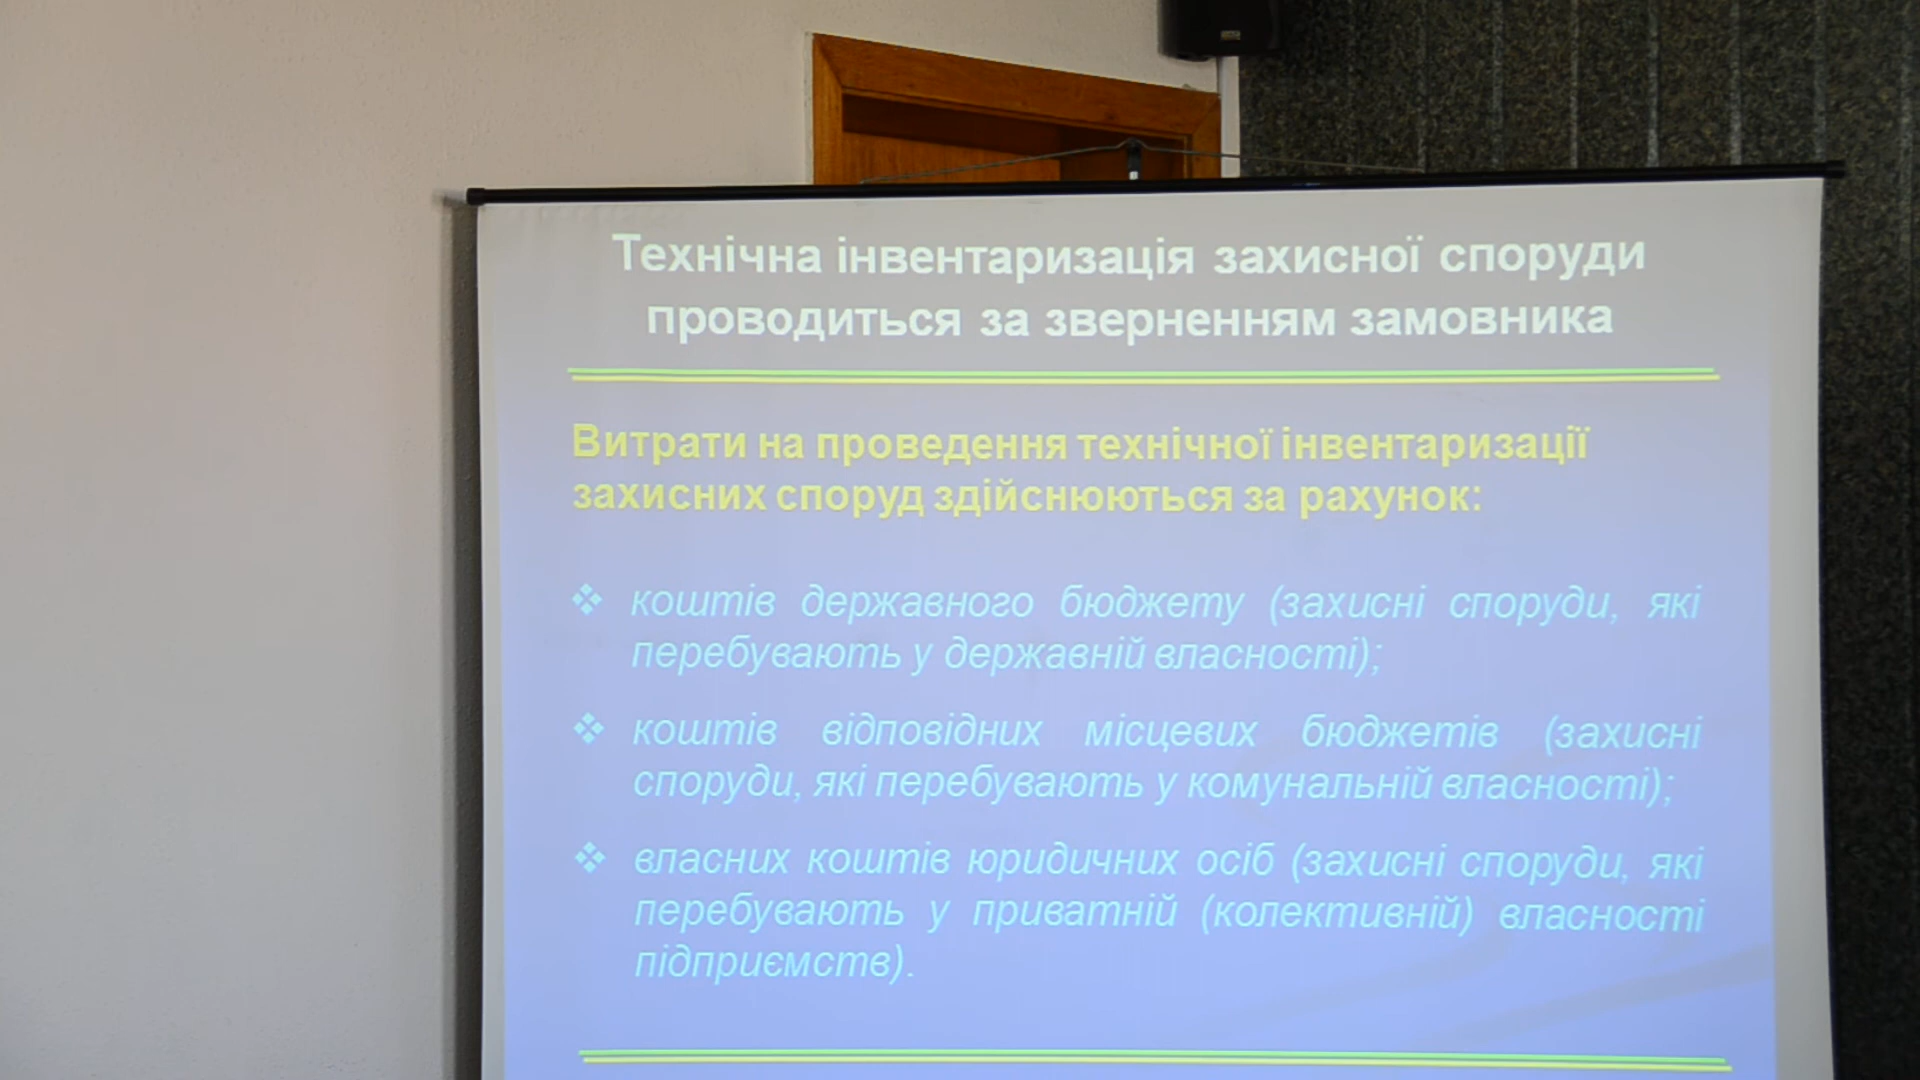 Технічна інвентаризація захисної споруди
проводиться за зверненням замовника
Витрати на проведення технічної інвентаризації
захисних споруд здійснюються за рахунок:
❖ коштів державного бюджету (захисні споруди, які
перебувають у державній власності);
❖ коштів відповідних місцевих бюджетів (захисні
споруди, які перебувають у комунальній власності);
❖ власних коштів юридичних осіб (захисні споруди, які
перебувають у приватній (колективній) власності
підприємств).